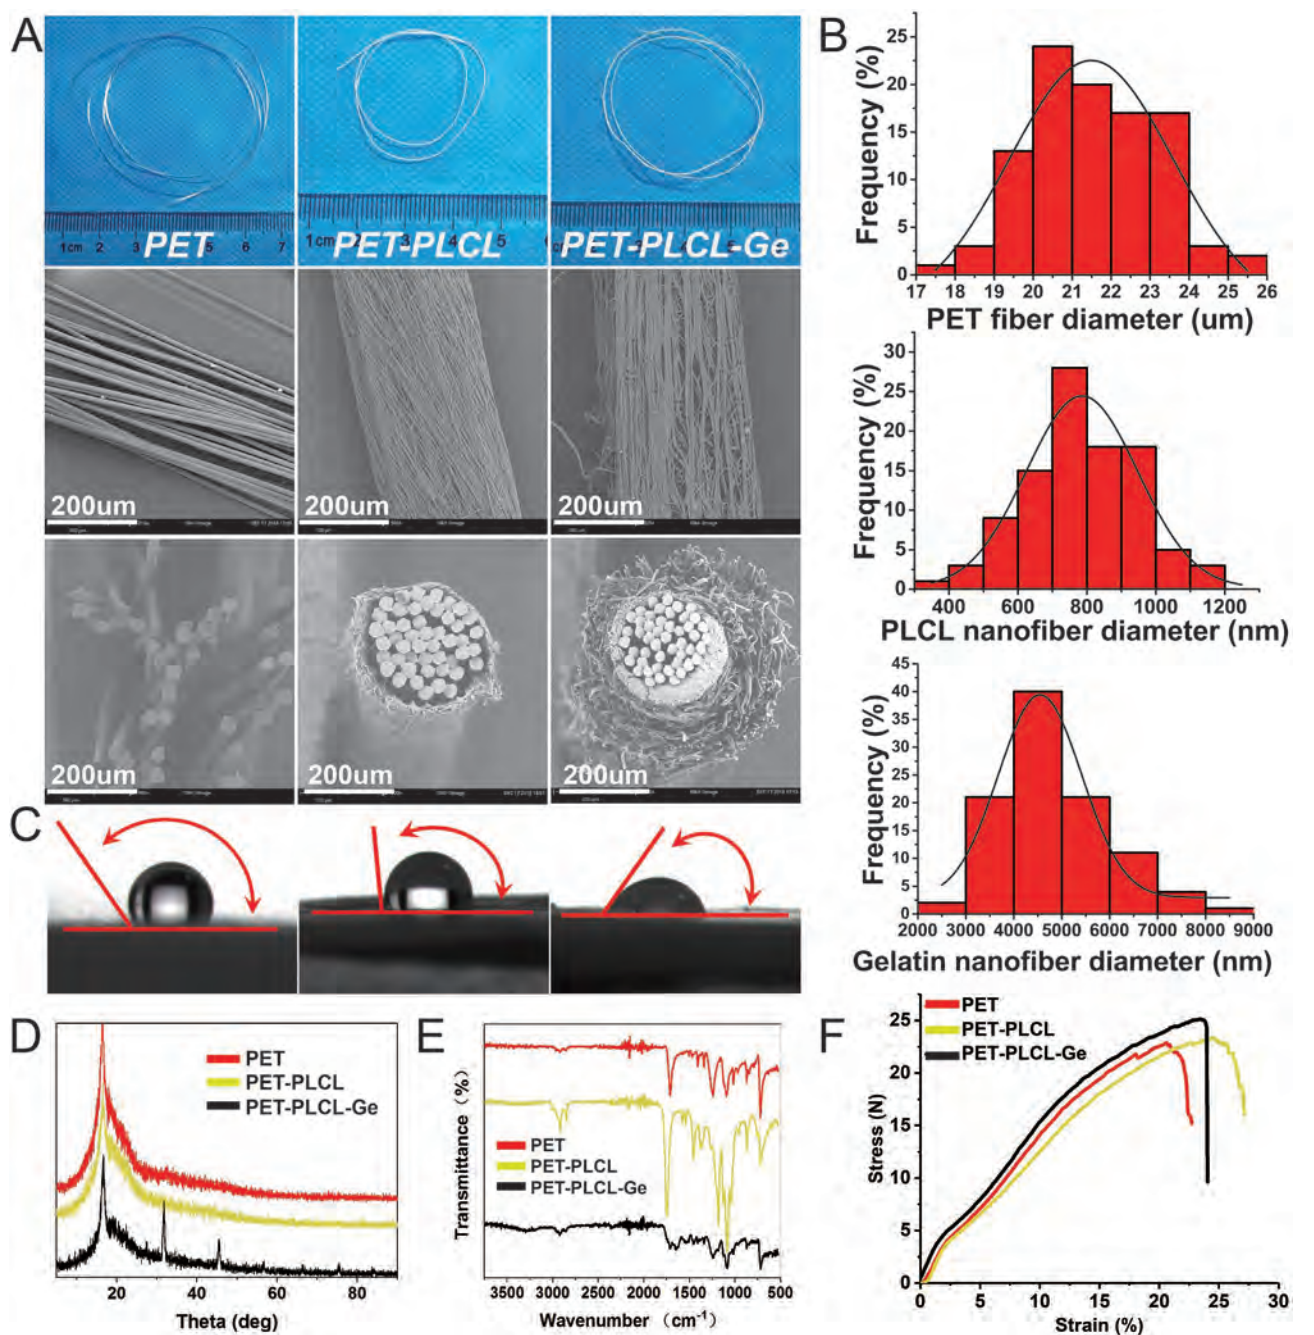 A
1cm 2 3 4 5 6 7
PET
1cm 2 3 4 5
PET-PLCL
PET-PLCL-Ge
200um
200um
200um
200um
200um
200um
B
Frequency (%)
25
20
15
10
5
0
17 18 19 20 21 22 23 24 25 26
PET fiber diameter (um)
Frequency (%)
30
25
20
15
10
5
0
400 600 800 1000 1200
PLCL nanofiber diameter (nm)
Frequency (%)
45
40
35
30
25
20
15
10
5
0
2000 3000 4000 5000 6000 7000 8000 9000
Gelatin nanofiber diameter (nm)
C
D
PET
PET-PLCL
PET-PLCL-Ge
20 40 60 80
Theta (deg)
E
Transmittance (%)
PET
PET-PLCL
PET-PLCL-Ge
3500 3000 2500 2000 1500 1000 500
Wavenumber (cm⁻¹)
F
PET
PET-PLCL
PET-PLCL-Ge
Stress (N)
25
20
15
10
5
0
0 5 10 15 20 25 30
Strain (%)